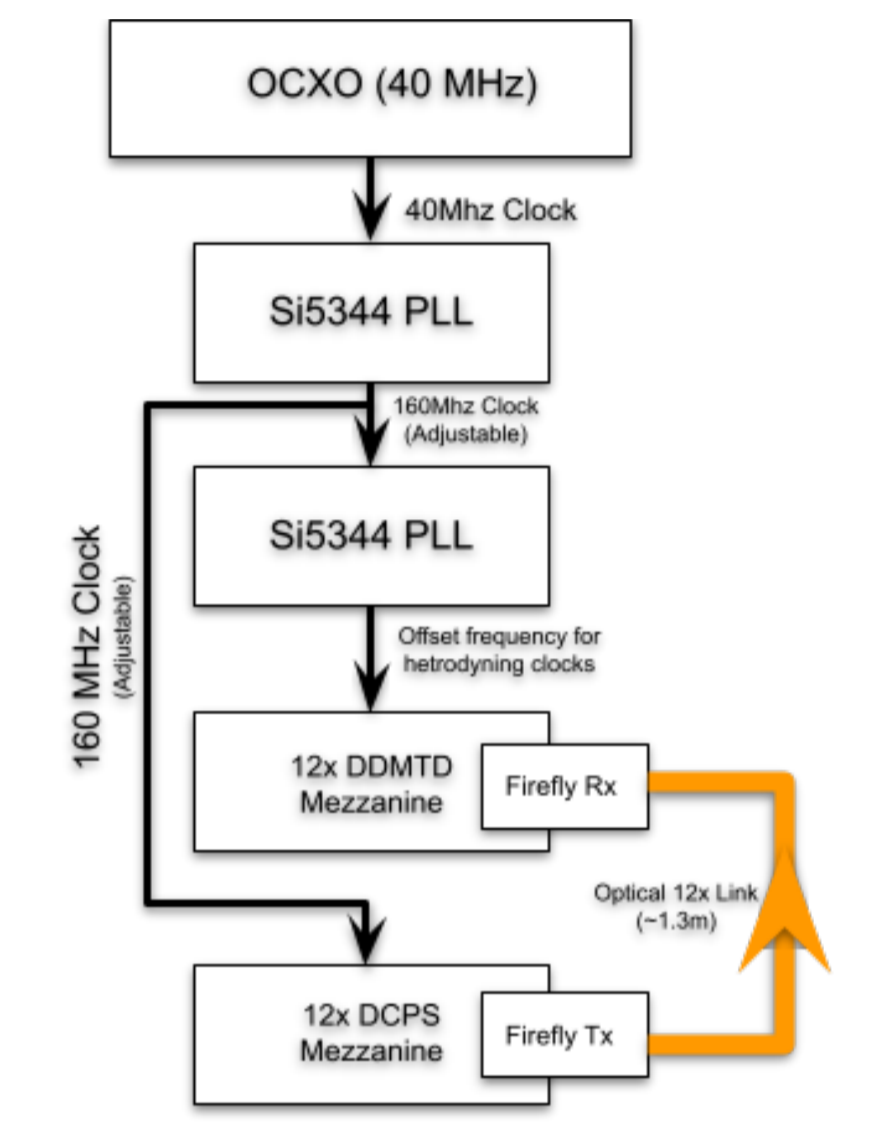 OCXO (40 MHz)
40Mhz Clock
Si5344 PLL
160Mhz Clock
(Adjustable)
Si5344 PLL
160 MHz Clock
(Adjustable)
Offset frequency for
hetrodyning clocks
12x DDMTD
Mezzanine
Firefly Rx
Optical 12x Link
(~1.3m)
12x DCPS
Mezzanine
Firefly Tx